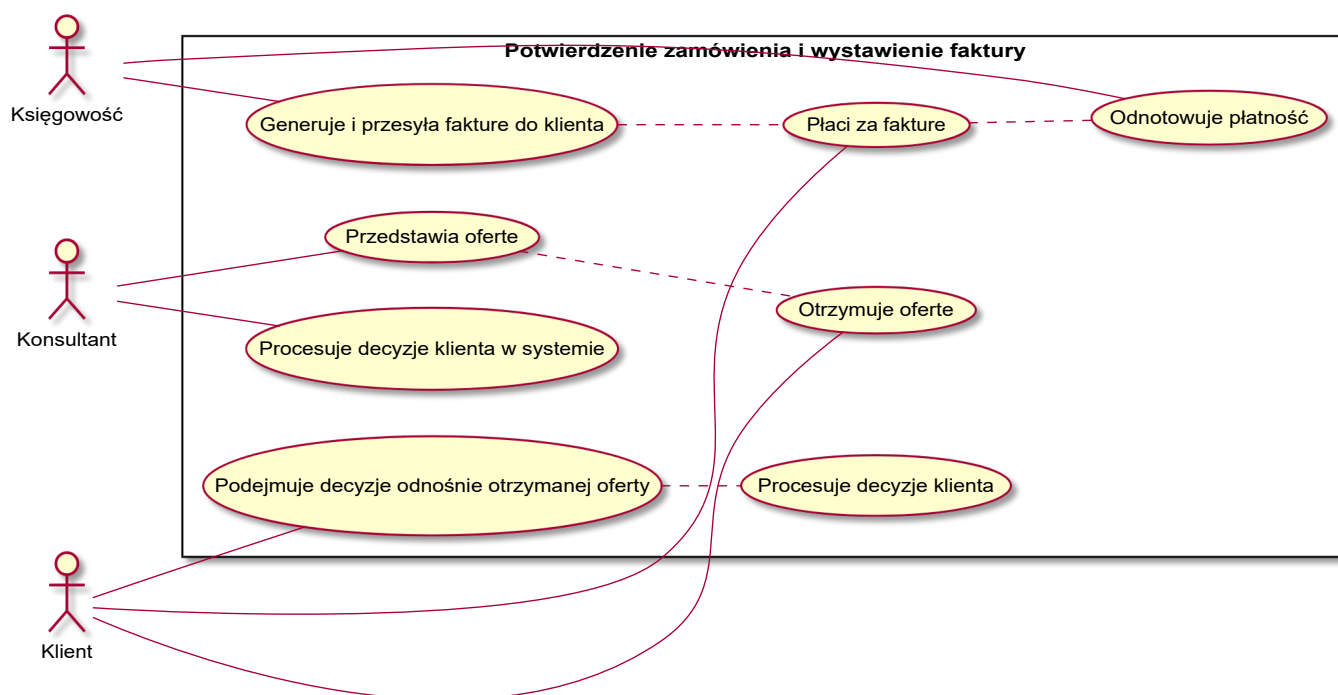 Potwierdzenie zamówienia i wystawienie faktury
Księgowość
Generuje i przesyła fakture do klienta
Płaci za fakture
Odnotowuje płatność
Przedstawia oferte
Otrzymuje oferte
Konsultant
Procesuje decyzje klienta w systemie
Podejmuje decyzje odnośnie otrzymanej oferty
Procesuje decyzje klienta
Klient